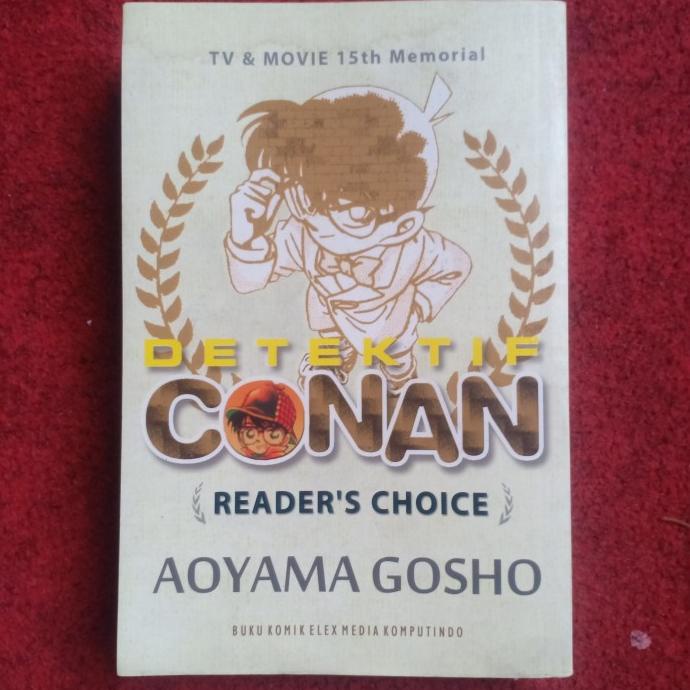 TV & MOVIE 15th Memorial
DETEKTIF
CONAN
READER'S CHOICE
AOYAMA GOSHO
BUKU KOMIK ELEX MEDIA KOMPUTINDO